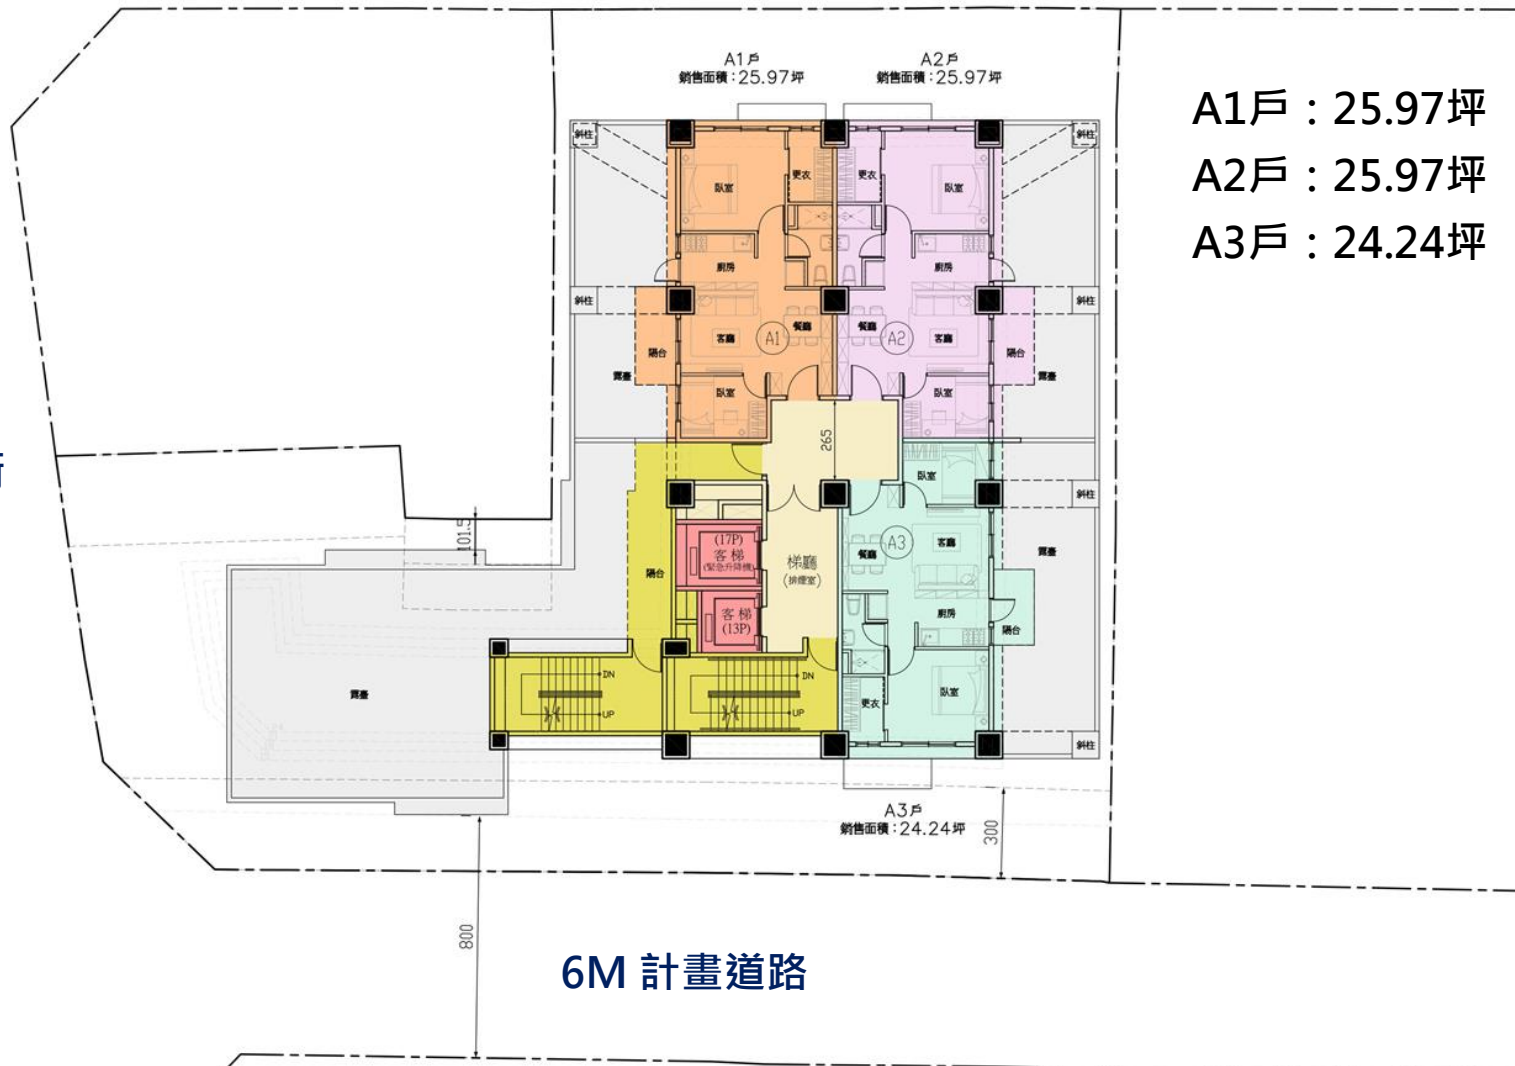 A1戶
銷售面積：25.97坪
A2戶
銷售面積：25.97坪
A1戶：25.97坪
A2戶：25.97坪
A3戶：24.24坪
斜柱
斜柱
臥室
更衣
更衣
臥室
廚房
廚房
斜柱
斜柱
客廳
A1
餐廳
餐廳
A2
客廳
陽台
陽台
露臺
露臺
臥室
臥室
265
臥室
斜柱
101.5
(17P)
客梯
(緊急升降機)
梯廳
(排煙室)
餐廳
A3
客廳
露臺
陽台
客梯
(13P)
廚房
陽台
DN
UP
DN
UP
露臺
更衣
臥室
斜柱
A3戶
銷售面積：24.24坪
300
800
6M 計畫道路